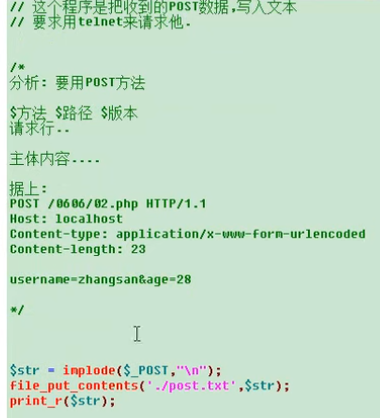 // 这个程序是把收到的POST数据,写入文本
// 要求用telnet来请求他.
/*
分析: 要用POST方法
$方法 $路径 $版本
请求行..
主体内容....
据上:
POST /0606/02.php HTTP/1.1
Host: localhost
Content-type: application/x-www-form-urlencoded
Content-length: 23
username=zhangsan&age=28
*/
$str = implode($_POST,"\n");
file_put_contents('./post.txt',$str);
print_r($str);